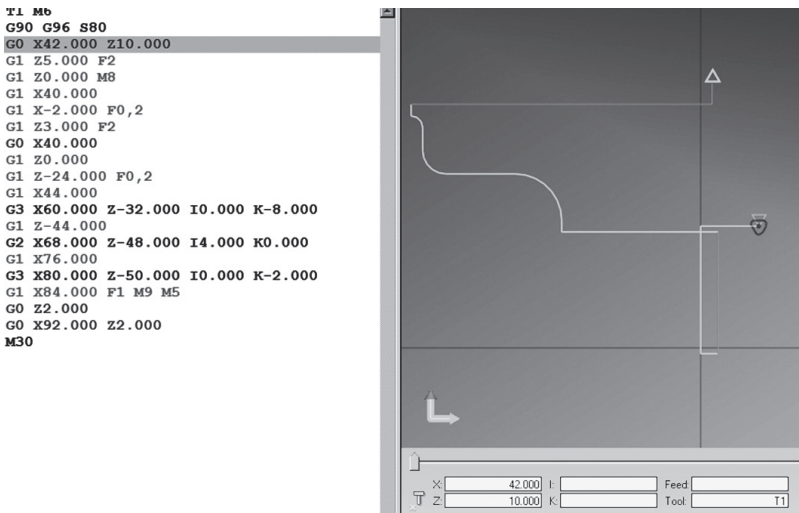 T1 M6
G90 G96 S80
G0 X42.000 Z10.000
G1 Z5.000 F2
G1 Z0.000 M8
G1 X40.000
G1 X-2.000 F0,2
G1 Z3.000 F2
G0 X40.000
G1 Z0.000
G1 Z-24.000 F0,2
G1 X44.000
G3 X60.000 Z-32.000 I0.000 K-8.000
G1 Z-44.000
G2 X68.000 Z-48.000 I4.000 K0.000
G1 X76.000
G3 X80.000 Z-50.000 I0.000 K-2.000
G1 X84.000 F1 M9 M5
G0 Z2.000
G0 X92.000 Z2.000
M30
X: 42.000 I: Feed:
Z: 10.000 K: Tool: T1